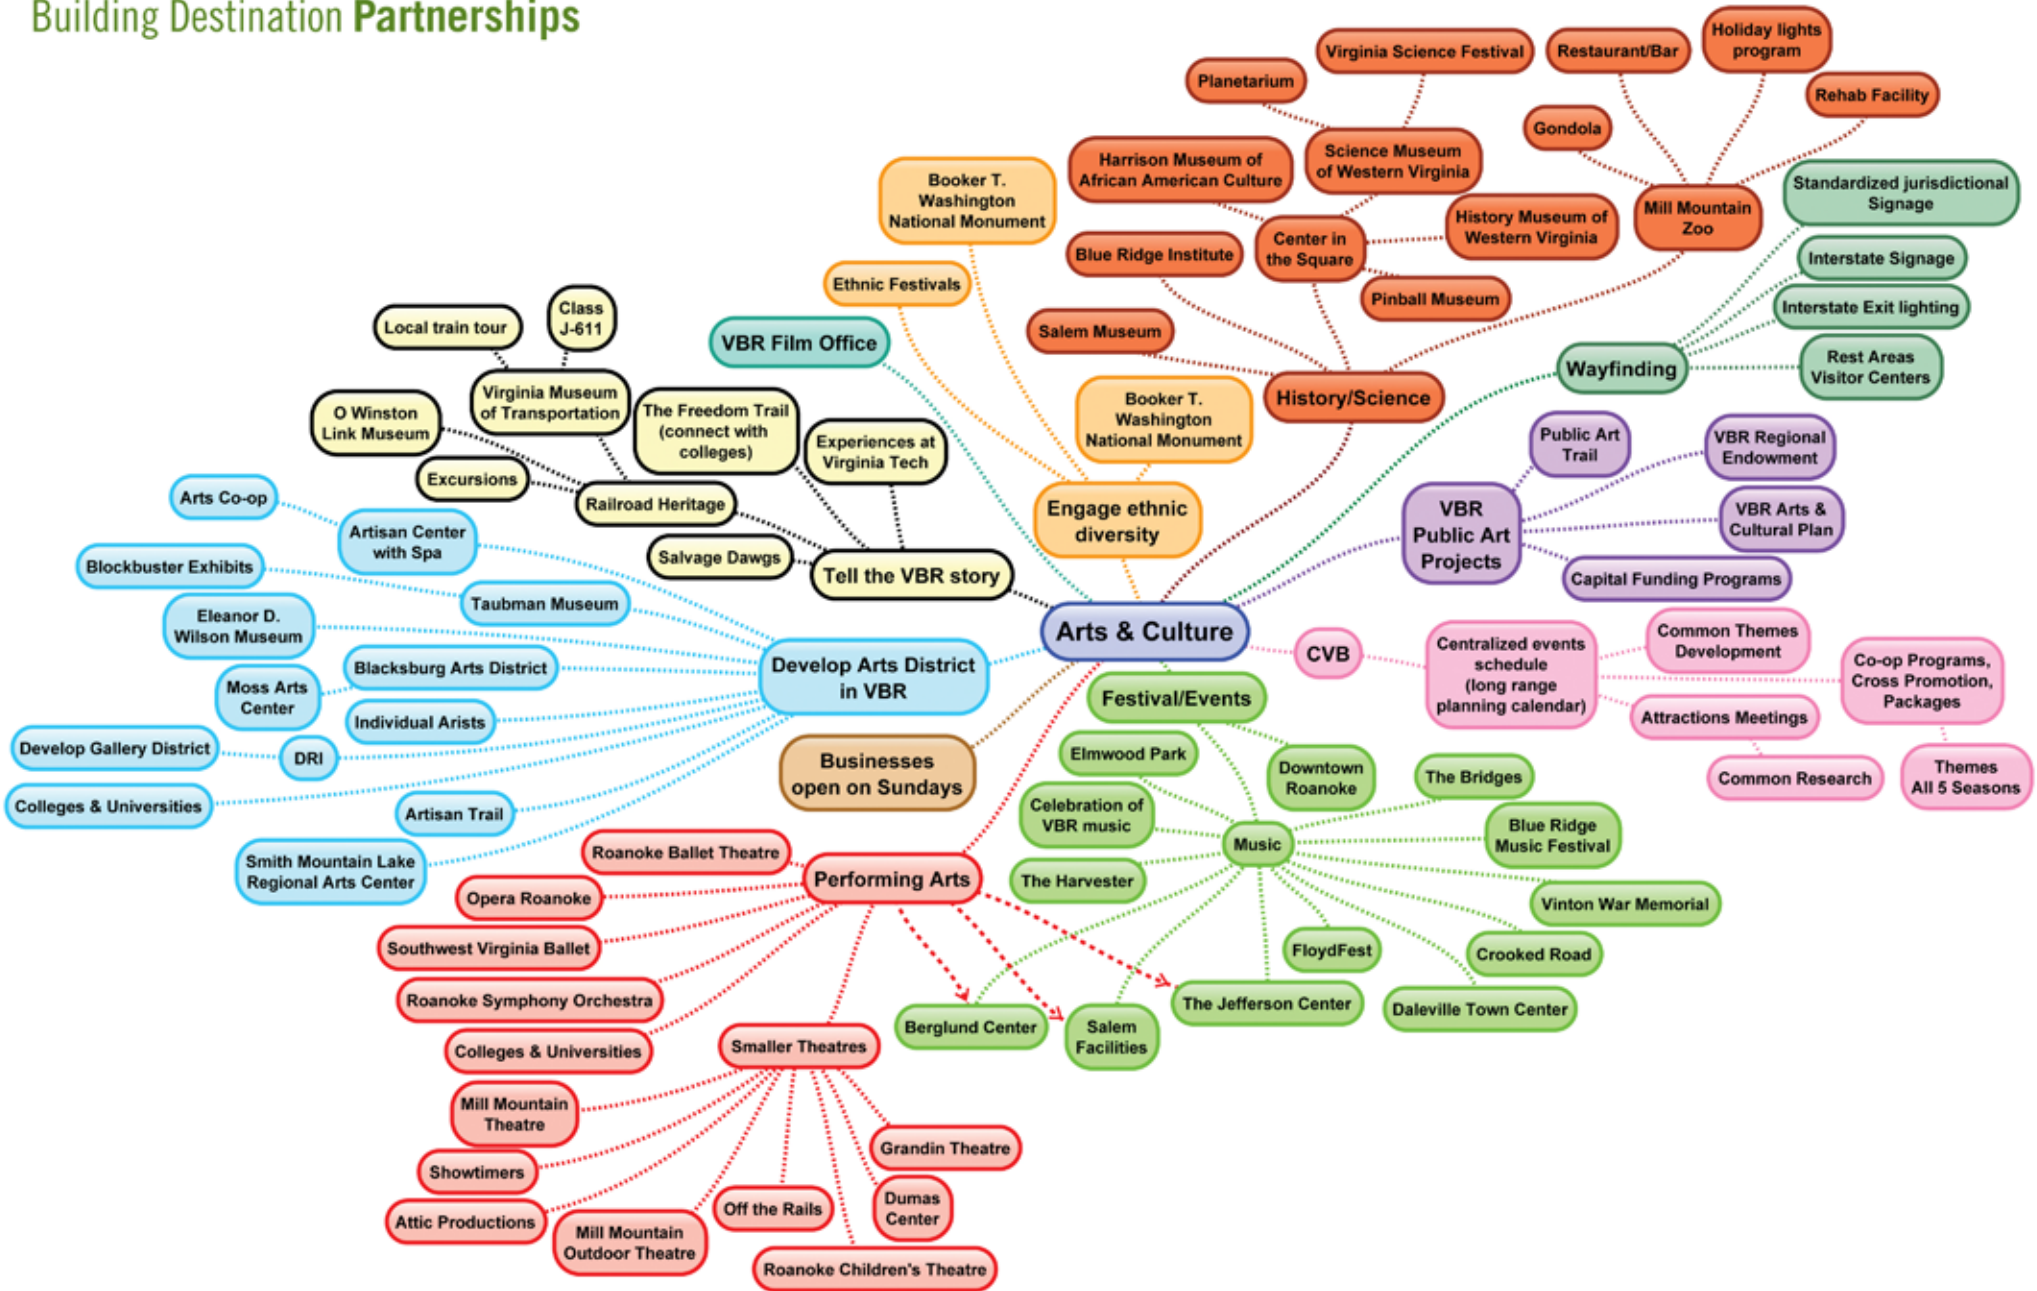 Building Destination Partnerships
Holiday lights
program
Virginia Science Festival
Restaurant/Bar
Planetarium
Rehab Facility
Gondola
Harrison Museum of
African American Culture
Science Museum
of Western Virginia
Booker T.
Washington
National Monument
Standardized jurisdictional
Signage
History Museum of
Western Virginia
Mill Mountain
Zoo
Center in
the Square
Blue Ridge Institute
Interstate Signage
Ethnic Festivals
Pinball Museum
Interstate Exit lighting
Class
J-611
Local train tour
Salem Museum
VBR Film Office
Rest Areas
Visitor Centers
Wayfinding
Virginia Museum
of Transportation
History/Science
Booker T.
Washington
National Monument
O Winston
Link Museum
The Freedom Trail
(connect with
colleges)
Experiences at
Virginia Tech
Public Art
Trail
VBR Regional
Endowment
Excursions
Railroad Heritage
Arts Co-op
Engage ethnic
diversity
VBR
Public Art
Projects
VBR Arts &
Cultural Plan
Artisan Center
with Spa
Salvage Dawgs
Tell the VBR story
Blockbuster Exhibits
Capital Funding Programs
Taubman Museum
Eleanor D.
Wilson Museum
Arts & Culture
CVB
Centralized events
schedule
(long range
planning calendar)
Common Themes
Development
Co-op Programs,
Cross Promotion,
Packages
Blacksburg Arts District
Develop Arts District
in VBR
Moss Arts
Center
Festival/Events
Individual Arists
Attractions Meetings
Develop Gallery District
DRI
Businesses
open on Sundays
Elmwood Park
Downtown
Roanoke
The Bridges
Common Research
Themes
All 5 Seasons
Colleges & Universities
Artisan Trail
Celebration of
VBR music
Music
Blue Ridge
Music Festival
Smith Mountain Lake
Regional Arts Center
Roanoke Ballet Theatre
Performing Arts
The Harvester
Opera Roanoke
Vinton War Memorial
Southwest Virginia Ballet
FloydFest
Crooked Road
Roanoke Symphony Orchestra
The Jefferson Center
Daleville Town Center
Berglund Center
Salem
Facilities
Colleges & Universities
Smaller Theatres
Mill Mountain
Theatre
Grandin Theatre
Showtimers
Attic Productions
Off the Rails
Dumas
Center
Mill Mountain
Outdoor Theatre
Roanoke Children's Theatre